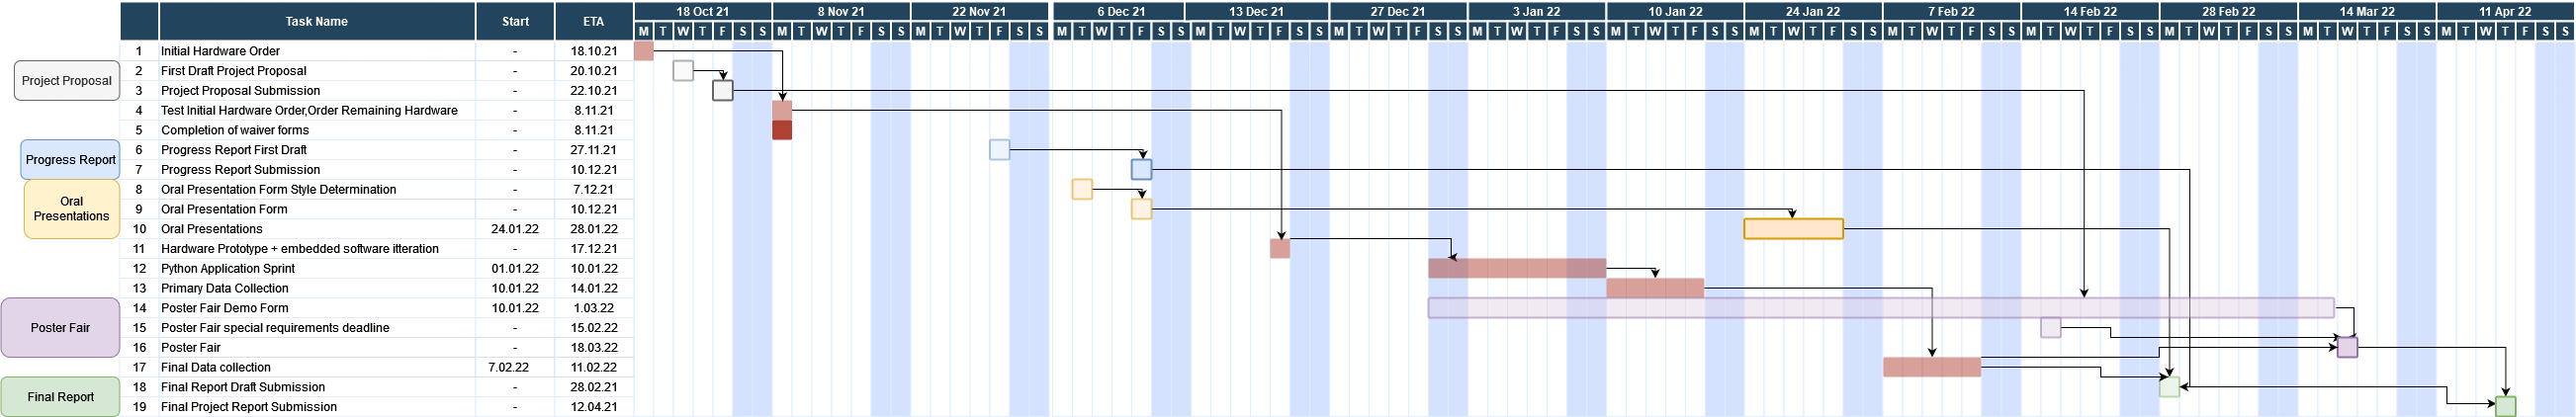 Task Name Start ETA 18 Oct 21 8 Nov 21 22 Nov 21 6 Dec 21 13 Dec 21 27 Dec 21 3 Jan 22 10 Jan 22 24 Jan 22 7 Feb 22 14 Feb 22 28 Feb 22 14 Mar 22 11 Apr 22
M T W T F S S M T W T F S S M T W T F S S M T W T F S S M T W T F S S M T W T F S S M T W T F S S M T W T F S S M T W T F S S M T W T F S S M T W T F S S M T W T F S S M T W T F S S M T W T F S S
1 Initial Hardware Order - 18.10.21
Project Proposal
2 First Draft Project Proposal - 20.10.21
3 Project Proposal Submission - 22.10.21
4 Test Initial Hardware Order,Order Remaining Hardware - 8.11.21
5 Completion of waiver forms - 8.11.21
Progress Report
6 Progress Report First Draft - 27.11.21
7 Progress Report Submission - 10.12.21
Oral
Presentations
8 Oral Presentation Form Style Determination - 7.12.21
9 Oral Presentation Form - 10.12.21
10 Oral Presentations 24.01.22 28.01.22
11 Hardware Prototype + embedded software itteration - 17.12.21
12 Python Application Sprint 01.01.22 10.01.22
13 Primary Data Collection 10.01.22 14.01.22
Poster Fair
14 Poster Fair Demo Form 10.01.22 1.03.22
15 Poster Fair special requirements deadline - 15.02.22
16 Poster Fair - 18.03.22
17 Final Data collection 7.02.22 11.02.22
Final Report
18 Final Report Draft Submission - 28.02.21
19 Final Project Report Submission - 12.04.21